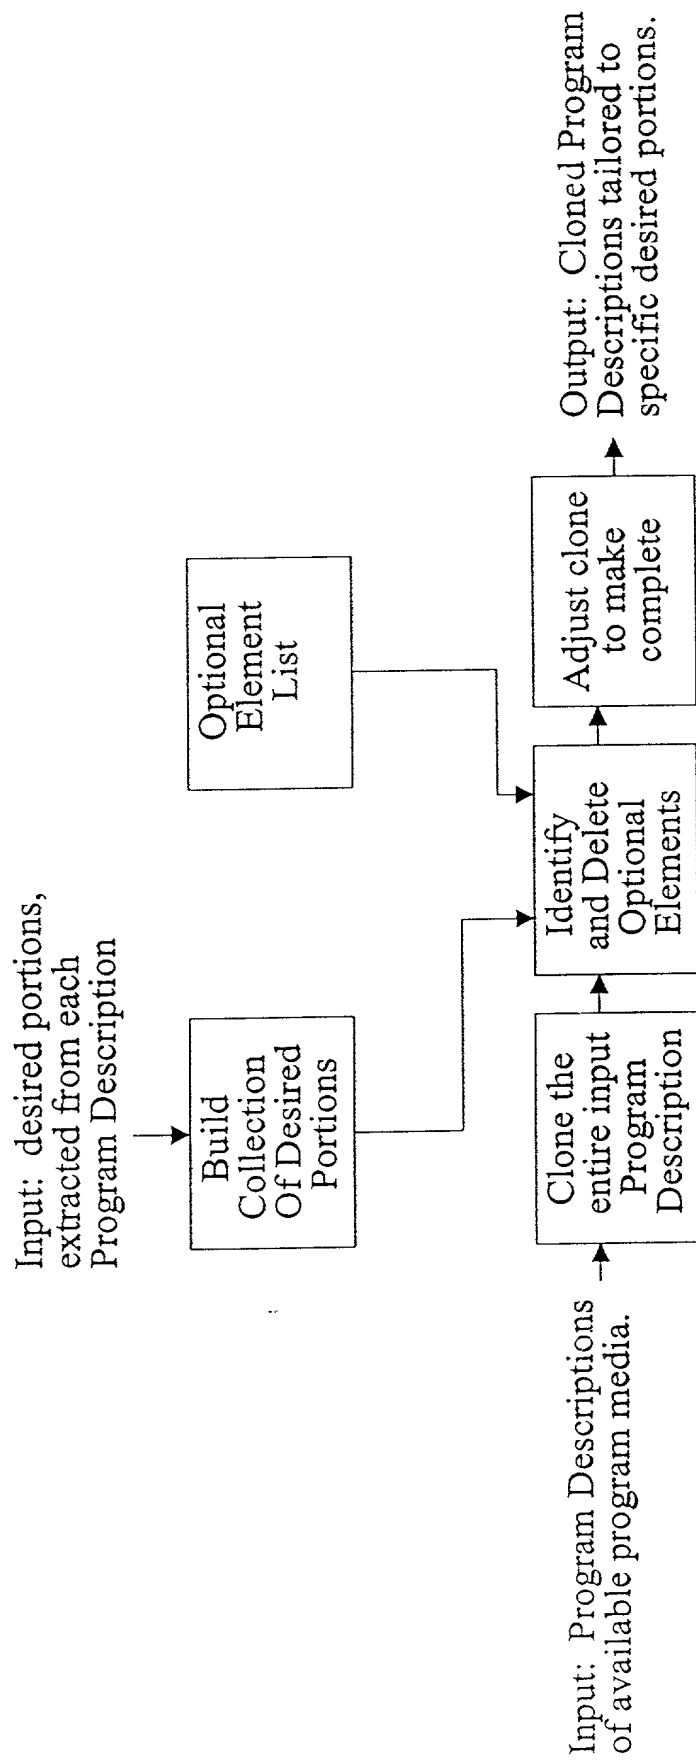 Input: desired portions,
extracted from each
Program Description
Build
Collection
Of Desired
Portions
Optional
Element
List
Input: Program Descriptions
of available program media.
Clone the
entire input
Program
Description
Identify
and Delete
Optional
Elements
Adjust clone
to make
complete
Output: Cloned Program
Descriptions tailored to
specific desired portions.